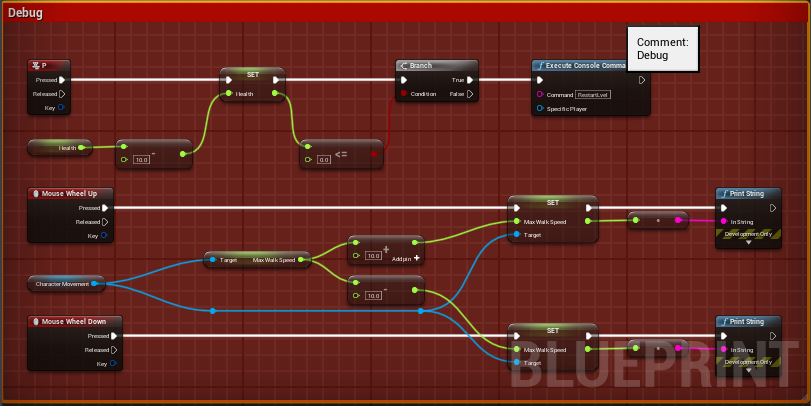 Debug
Comment:
Debug
P
Pressed
Released
Key
SET
Health
Branch
True
Condition
False
Execute Console Comma
Command
RestartLvel
Specific Player
Health
10.0
-
0.0
<=
Mouse Wheel Up
Pressed
Released
Key
SET
Max Walk Speed
Target
Print String
In String
Development Only
Target
Max Walk Speed
10.0
+
Add pin +
Character Movement
10.0
-
Mouse Wheel Down
Pressed
Released
Key
SET
Max Walk Speed
Target
Print String
In String
Development Only
BLUEPRINT